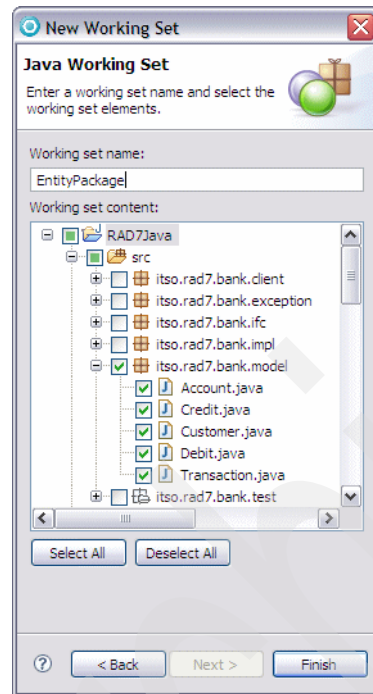 New Working Set
Java Working Set
Enter a working set name and select the
working set elements.
Working set name:
EntityPackage
Working set content:
RAD7Java
src
itso.rad7.bank.client
itso.rad7.bank.exception
itso.rad7.bank.ifc
itso.rad7.bank.impl
itso.rad7.bank.model
Account.java
Credit.java
Customer.java
Debit.java
Transaction.java
itso.rad7.bank.test
Select All Deselect All
? < Back Next > Finish